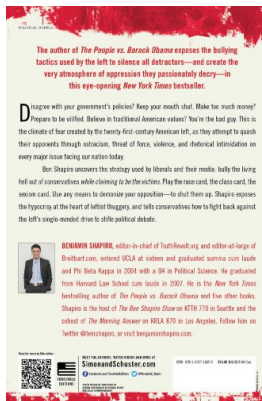 POLITICAL SCIENCE
The author of The People vs. Barack Obama exposes the bullying
tactics used by the left to silence all detractors—and create the
very atmosphere of oppression they passionately decry—in
this eye-opening New York Times bestseller.
Disagree with your government's policies? Keep your mouth shut. Make too much money?
Prepare to be vilified. Believe in traditional American values? You're the bad guy. This is
the climate of fear created by the twenty-first-century American left, as they attempt to quash
their opponents through ostracism, threat of force, violence, and rhetorical intimidation on
every major issue facing our nation today.
Ben Shapiro uncovers the strategy used by liberals and their media: bully the living
hell out of conservatives while claiming to be the victims. Play the race card, the class card, the
sexism card. Use any means to demonize your opposition—to shut them up. Shapiro exposes
the hypocrisy at the heart of leftist thuggery, and tells conservatives how to fight back against
the left's single-minded drive to stifle political debate.
BENJAMIN SHAPIRO, editor-in-chief of TruthRevolt.org and editor-at-large of
Breitbart.com, entered UCLA at sixteen and graduated summa cum laude
and Phi Beta Kappa in 2004 with a BA in Political Science. He graduated
from Harvard Law School cum laude in 2007. He is the New York Times
bestselling author of The People vs. Barack Obama and five other books.
Shapiro is the host of The Ben Shapiro Show on KTTH 770 in Seattle and the
cohost of The Morning Answer on KRLA 870 in Los Angeles. Follow him on
Twitter @benshapiro, or visit benjaminshapiro.com.
THRESHOLD
EDITIONS
SimonandSchuster.com